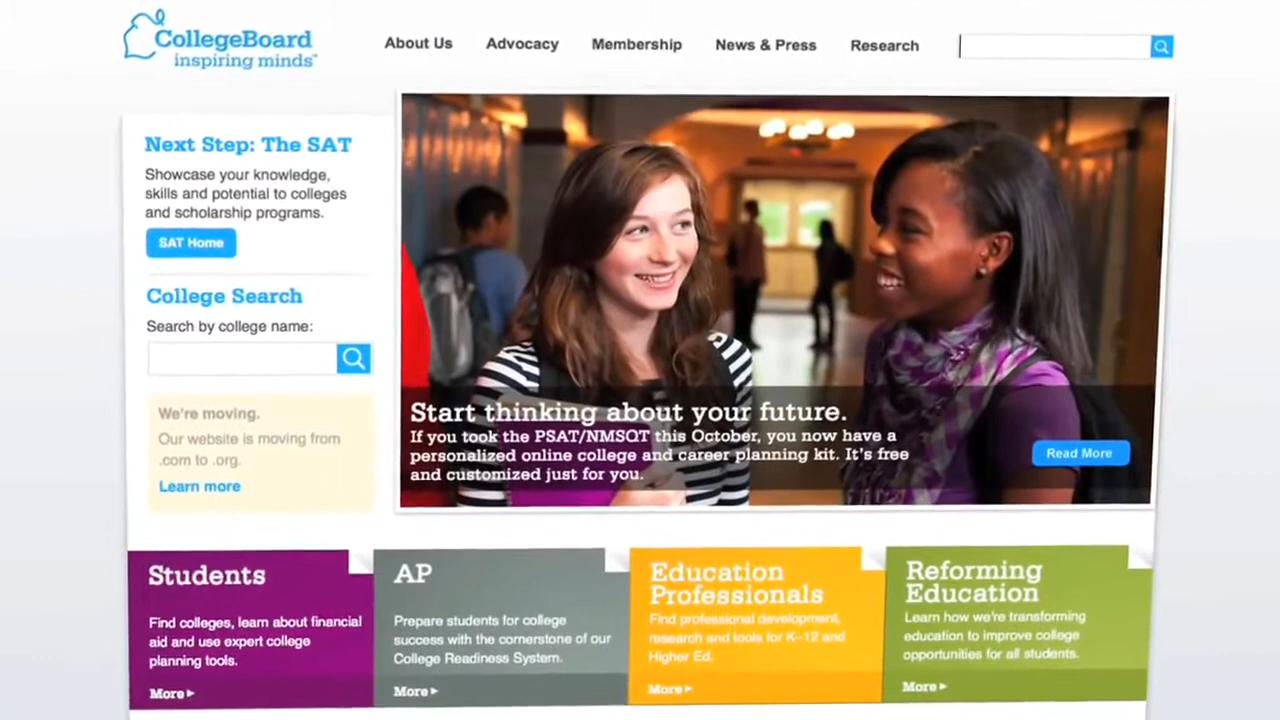 CollegeBoard
inspiring minds™
About Us Advocacy Membership News & Press Research
Next Step: The SAT
Showcase your knowledge,
skills and potential to colleges
and scholarship programs.
SAT Home
College Search
Search by college name:
We're moving.
Our website is moving from
.com to .org.
Learn more
Start thinking about your future.
If you took the PSAT/NMSQT this October, you now have a
personalized online college and career planning kit. It's free
and customized just for you.
Read More
Students
Find colleges, learn about financial
aid and use expert college
planning tools.
More
AP
Prepare students for college
success with the cornerstone of our
College Readiness System.
More
Education
Professionals
Find professional development,
research and tools for K–12 and
Higher Ed.
More
Reforming
Education
Learn how we're transforming
education to improve college
opportunities for all students.
More